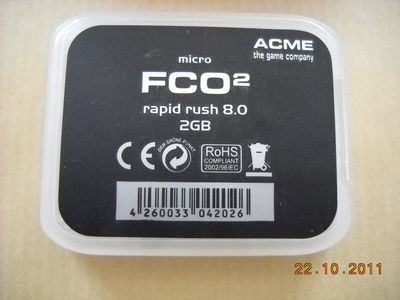 ACME
the game company
micro
FCO²
rapid rush 8.0
2GB
CE
DER GRÜNE PUNKT
RoHS
COMPLIANT
2002/96/EC
4 260033 042026
22.10.2011